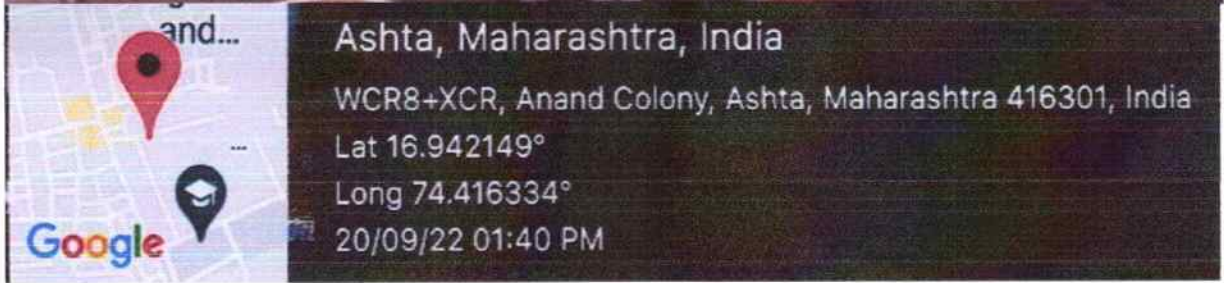 and...
Ashta, Maharashtra, India
WCR8+XCR, Anand Colony, Ashta, Maharashtra 416301, India
Lat 16.942149°
Long 74.416334°
20/09/22 01:40 PM
Google